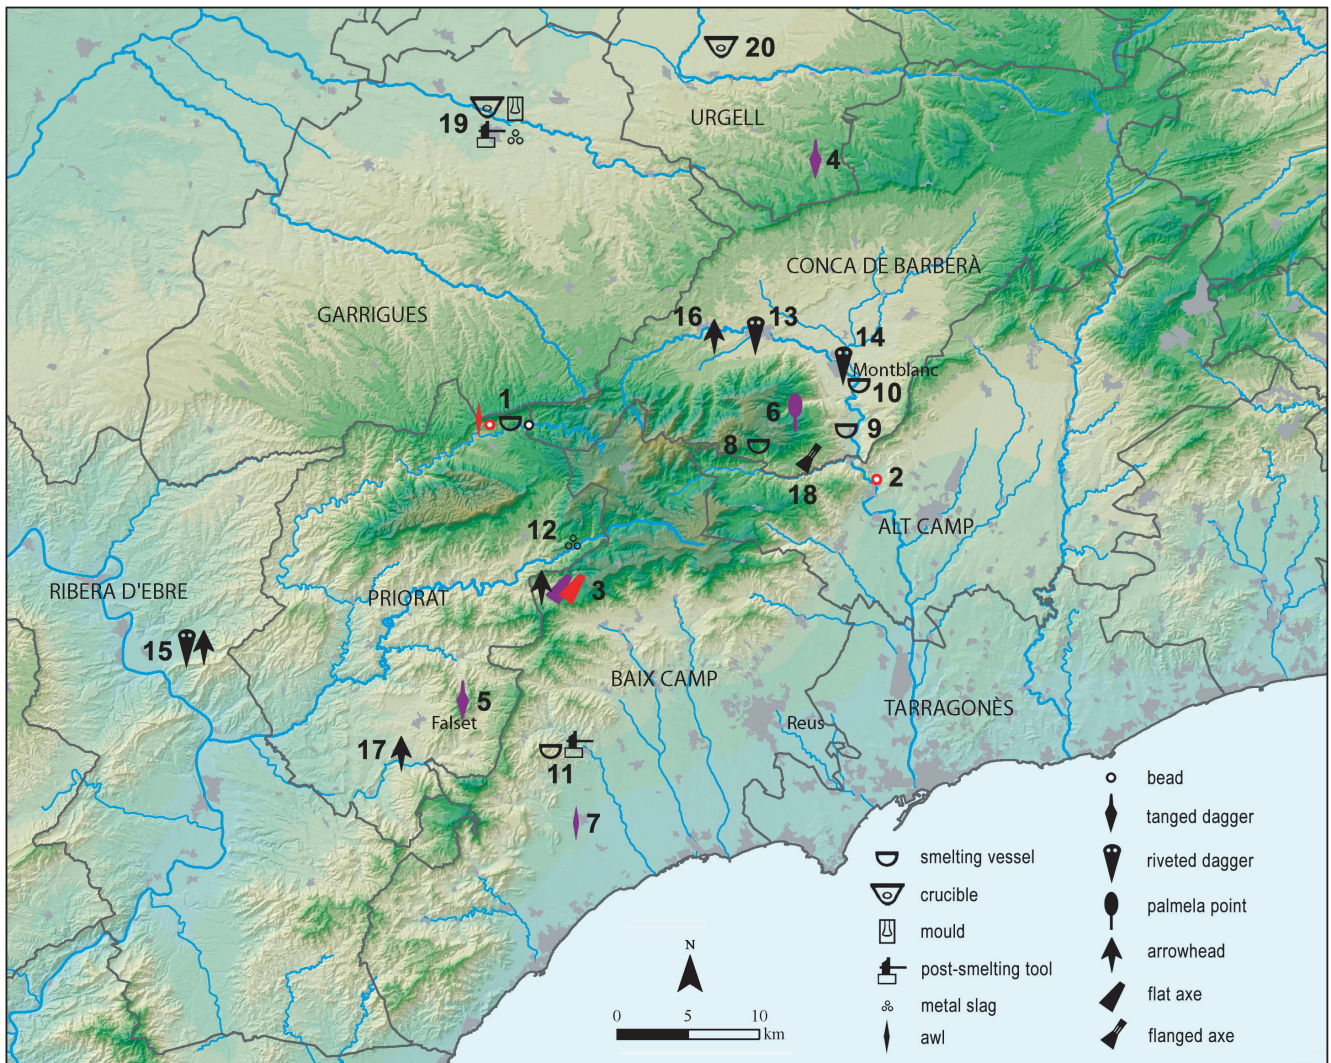 20
URGELL
19
4
CONCA DE BARBERÀ
GARRIGUES
16
13
14
Montblanc
10
1
6
9
8
2
18
12
ALT CAMP
RIBERA D'EBRE
PRIORAT
3
15
BAIX CAMP
5
Falset
Reus
TARRAGONÈS
17
11
7
bead
tanged dagger
riveted dagger
palmela point
arrowhead
flat axe
flanged axe
smelting vessel
crucible
mould
post-smelting tool
metal slag
awl
N
0 5 10
km